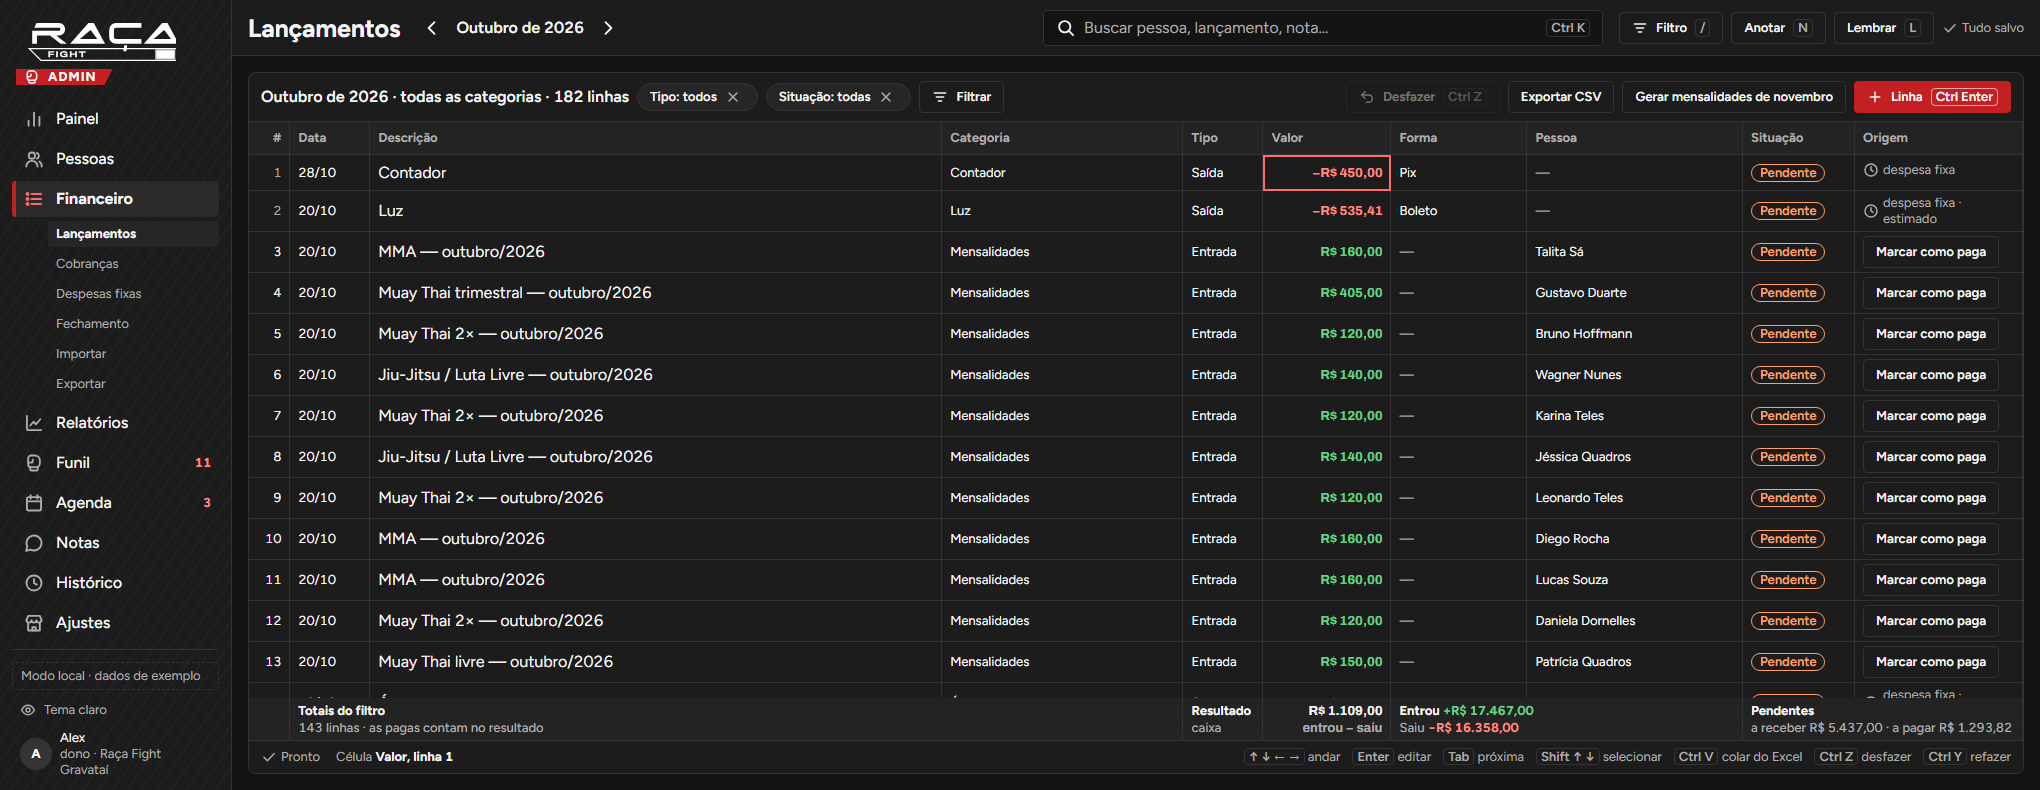 RAÇA
FIGHT
ADMIN
Painel
Pessoas
Financeiro
Lançamentos
Cobranças
Despesas fixas
Fechamento
Importar
Exportar
Relatórios
Funil 11
Agenda 3
Notas
Histórico
Ajustes
Modo local · dados de exemplo
Tema claro
A
Alex
dono · Raça Fight
Gravataí
Lançamentos Outubro de 2026
Buscar pessoa, lançamento, nota... Ctrl K
Filtro /
Anotar N
Lembrar L
Tudo salvo
Outubro de 2026 · todas as categorias · 182 linhas
Tipo: todos
Situação: todas
Filtrar
Desfazer Ctrl Z
Exportar CSV
Gerar mensalidades de novembro
Linha Ctrl Enter
# Data Descrição Categoria Tipo Valor Forma Pessoa Situação Origem
1 28/10 Contador Contador Saída −R$ 450,00 Pix — Pendente despesa fixa
2 20/10 Luz Luz Saída −R$ 535,41 Boleto — Pendente despesa fixa ·
estimado
3 20/10 MMA — outubro/2026 Mensalidades Entrada R$ 160,00 — Talita Sá Pendente Marcar como paga
4 20/10 Muay Thai trimestral — outubro/2026 Mensalidades Entrada R$ 405,00 — Gustavo Duarte Pendente Marcar como paga
5 20/10 Muay Thai 2× — outubro/2026 Mensalidades Entrada R$ 120,00 — Bruno Hoffmann Pendente Marcar como paga
6 20/10 Jiu-Jitsu / Luta Livre — outubro/2026 Mensalidades Entrada R$ 140,00 — Wagner Nunes Pendente Marcar como paga
7 20/10 Muay Thai 2× — outubro/2026 Mensalidades Entrada R$ 120,00 — Karina Teles Pendente Marcar como paga
8 20/10 Jiu-Jitsu / Luta Livre — outubro/2026 Mensalidades Entrada R$ 140,00 — Jéssica Quadros Pendente Marcar como paga
9 20/10 Muay Thai 2× — outubro/2026 Mensalidades Entrada R$ 120,00 — Leonardo Teles Pendente Marcar como paga
10 20/10 MMA — outubro/2026 Mensalidades Entrada R$ 160,00 — Diego Rocha Pendente Marcar como paga
11 20/10 MMA — outubro/2026 Mensalidades Entrada R$ 160,00 — Lucas Souza Pendente Marcar como paga
12 20/10 Muay Thai 2× — outubro/2026 Mensalidades Entrada R$ 120,00 — Daniela Dornelles Pendente Marcar como paga
13 20/10 Muay Thai livre — outubro/2026 Mensalidades Entrada R$ 150,00 — Patrícia Quadros Pendente Marcar como paga
despesa fixa ·
Totais do filtro Resultado R$ 1.109,00 Entrou +R$ 17.467,00 Pendentes
143 linhas · as pagas contam no resultado caixa entrou − saiu Saiu −R$ 16.358,00 a receber R$ 5.437,00 · a pagar R$ 1.293,82
Pronto Célula Valor, linha 1 ↑ ↓ ← → andar Enter editar Tab próxima Shift ↑ ↓ selecionar Ctrl V colar do Excel Ctrl Z desfazer Ctrl Y refazer